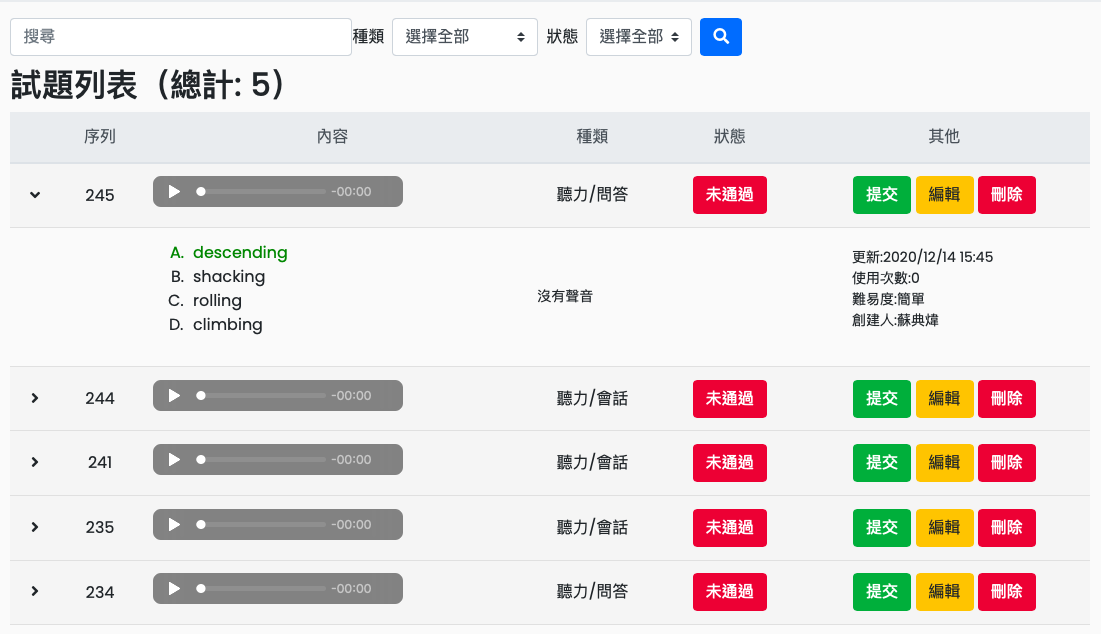 搜尋 種類 選擇全部 狀態 選擇全部
試題列表（總計: 5）
序列 內容 種類 狀態 其他
245 -00:00 聽力/問答 未通過 提交 編輯 刪除
A. descending
B. shacking
C. rolling
D. climbing
沒有聲音
更新:2020/12/14 15:45
使用次數:0
難易度:簡單
創建人:蘇典煒
244 -00:00 聽力/會話 未通過 提交 編輯 刪除
241 -00:00 聽力/會話 未通過 提交 編輯 刪除
235 -00:00 聽力/會話 未通過 提交 編輯 刪除
234 -00:00 聽力/問答 未通過 提交 編輯 刪除